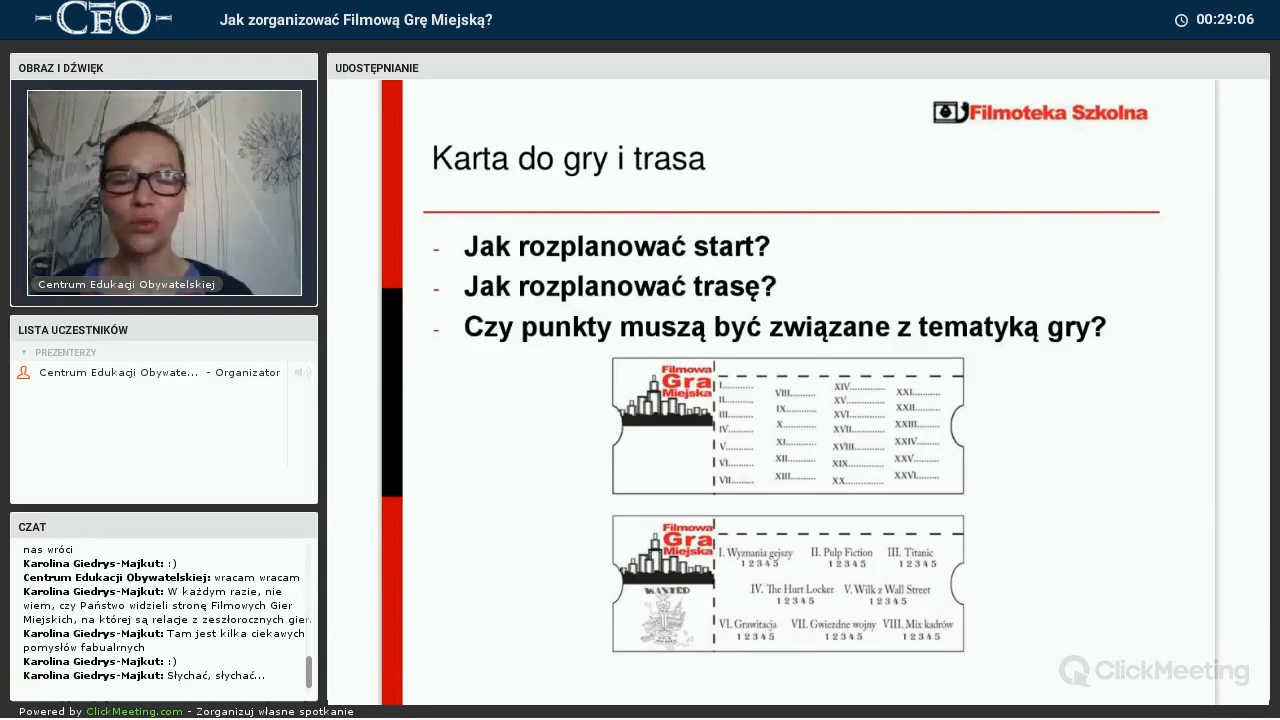 CEO
Jak zorganizować Filmową Grę Miejską?
00:29:06
OBRAZ I DŹWIĘK
Centrum Edukacji Obywatelskiej
LISTA UCZESTNIKÓW
PREZENTERZY
Centrum Edukacji Obywate... - Organizator
CZAT
nas wróci
Karolina Giedrys-Majkut: :)
Centrum Edukacji Obywatelskiej: wracam wracam
Karolina Giedrys-Majkut: W każdym razie, nie
wiem, czy Państwo widzieli stronę Filmowych Gier
Miejskich, na której są relacje z zeszłorocznych gier.
Karolina Giedrys-Majkut: Tam jest kilka ciekawych
pomysłów fabualrnych
Karolina Giedrys-Majkut: :)
Karolina Giedrys-Majkut: Słychać, słychać...
UDOSTĘPNIANIE
Filmoteka Szkolna
Karta do gry i trasa
- Jak rozplanować start?
- Jak rozplanować trasę?
- Czy punkty muszą być związane z tematyką gry?
Filmowa
Gra
Miejska
I...........
II..........
III.........
IV.........
V..........
VI.........
VII........
VIII..........
IX............
X.............
XI............
XII...........
XIII..........
XIV..............
XV...............
XVI..............
XVII.............
XVIII............
XIX..............
XX...............
XXI.............
XXII............
XXIII...........
XXIV...........
XXV............
XXVI...........
Filmowa
Gra
Miejska
WANTED
I. Wyznania gejszy II. Pulp Fiction III. Titanic
1 2 3 4 5 1 2 3 4 5 1 2 3 4 5
IV. The Hurt Locker V. Wilk z Wall Street
1 2 3 4 5 1 2 3 4 5
VI. Grawitacja VII. Gwiezdne wojny VIII. Mix kadrów
1 2 3 4 5 1 2 3 4 5 1 2 3 4 5
ClickMeeting
Powered by ClickMeeting.com - Zorganizuj własne spotkanie